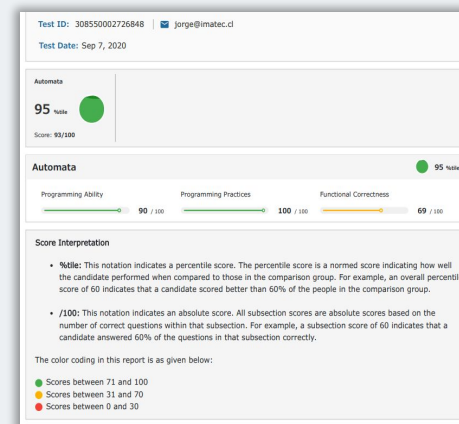 Test ID: 308550002726848 jorge@imatec.cl
Test Date: Sep 7, 2020
Automata
95 %tile
Score: 93/100
Automata 95 %tile
Programming Ability Programming Practices Functional Correctness
90 / 100 100 / 100 69 / 100
Score Interpretation
• %tile: This notation indicates a percentile score. The percentile score is a normed score indicating how well
the candidate performed when compared to those in the comparison group. For example, an overall percentil
score of 60 indicates that a candidate scored better than 60% of the people in the comparison group.
• /100: This notation indicates an absolute score. All subsection scores are absolute scores based on the
number of correct questions within that subsection. For example, a subsection score of 60 indicates that a
candidate answered 60% of the questions in that subsection correctly.
The color coding in this report is as given below:
Scores between 71 and 100
Scores between 31 and 70
Scores between 0 and 30